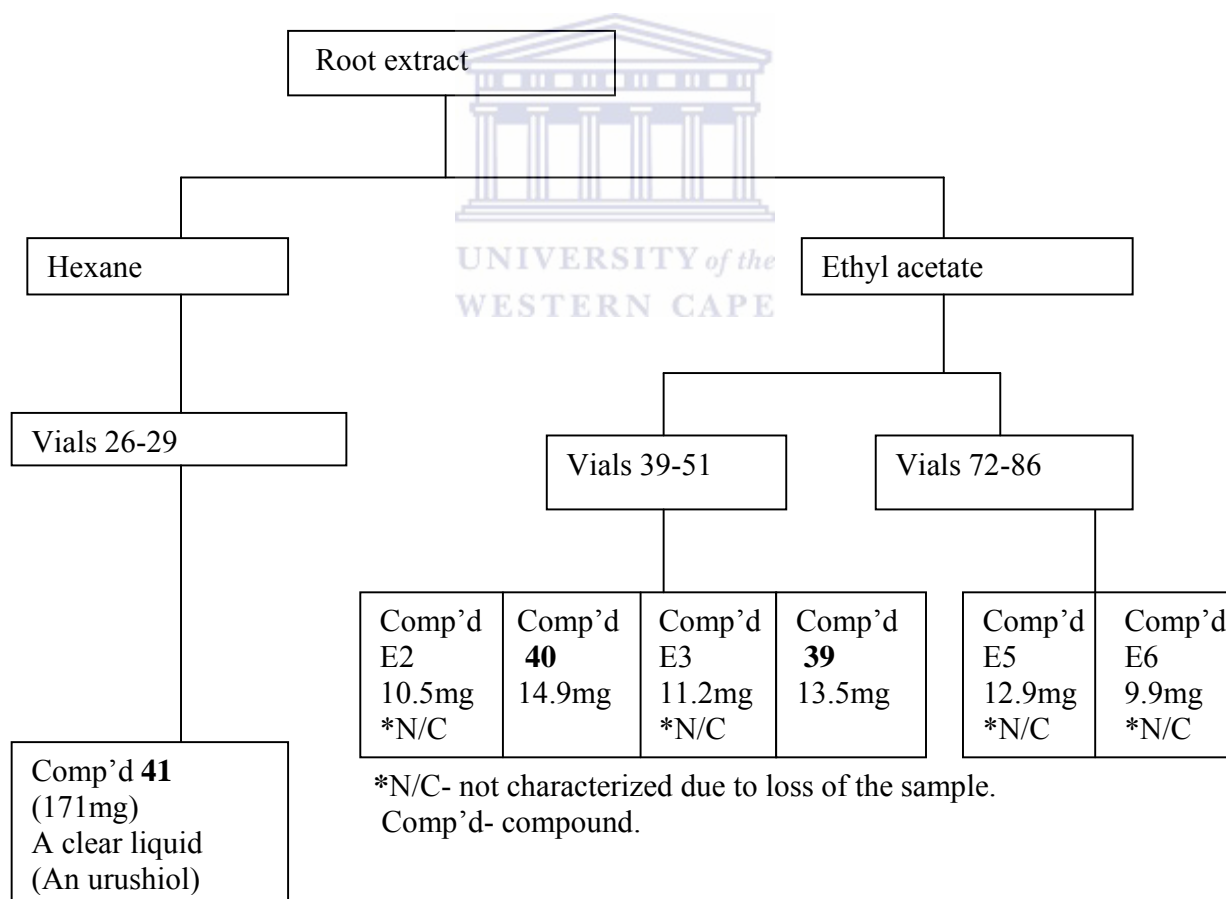 Root extract
UNIVERSITY of the
WESTERN CAPE
Hexane
Ethyl acetate
Vials 26-29
Vials 39-51
Vials 72-86
Comp’d
E2
10.5mg
*N/C
Comp’d
40
14.9mg
Comp’d
E3
11.2mg
*N/C
Comp’d
39
13.5mg
Comp’d
E5
12.9mg
*N/C
Comp’d
E6
9.9mg
*N/C
Comp’d 41
(171mg)
A clear liquid
(An urushiol)
*N/C- not characterized due to loss of the sample.
Comp’d- compound.